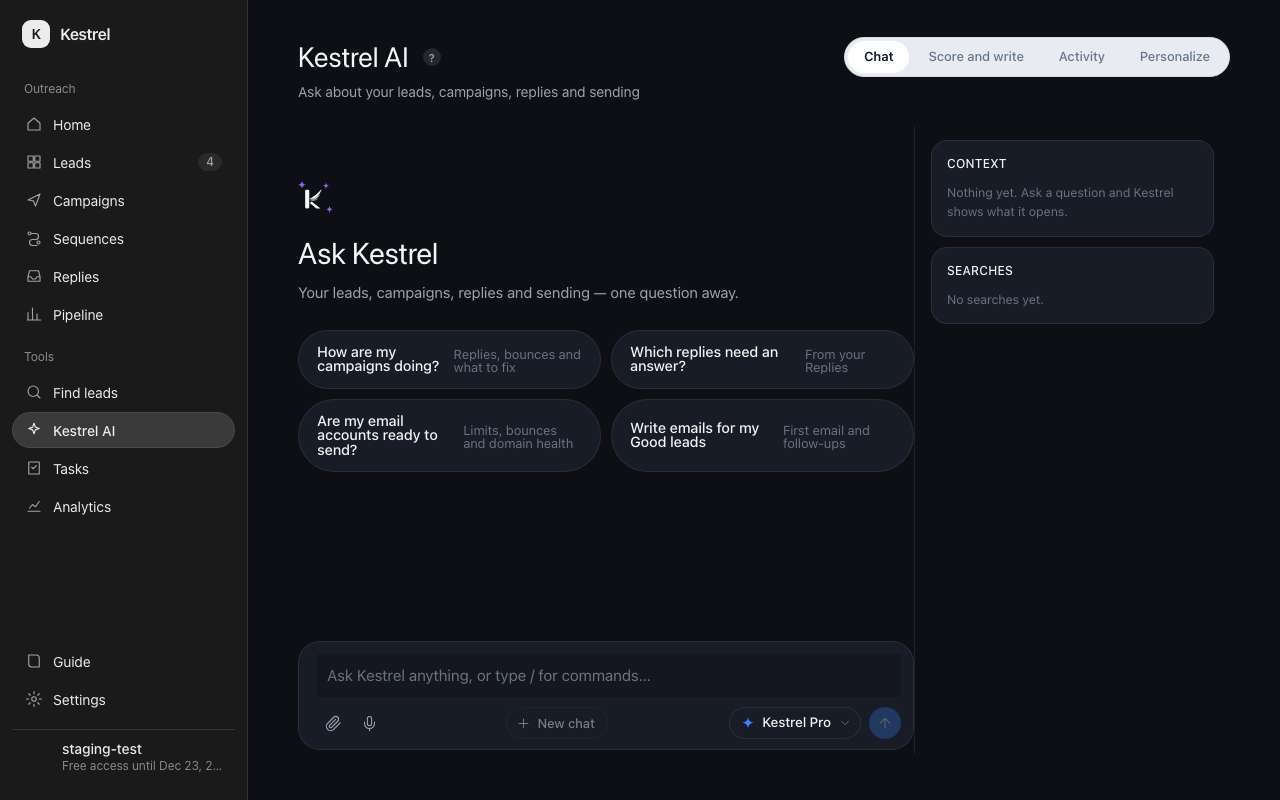 K Kestrel
Outreach
Home
Leads 4
Campaigns
Sequences
Replies
Pipeline
Tools
Find leads
Kestrel AI
Tasks
Analytics
Guide
Settings
staging-test
Free access until Dec 23, 2...
Kestrel AI ?
Ask about your leads, campaigns, replies and sending
Chat Score and write Activity Personalize
K
Ask Kestrel
Your leads, campaigns, replies and sending — one question away.
How are my
campaigns doing?
Replies, bounces and
what to fix
Which replies need an
answer?
From your
Replies
Are my email
accounts ready to
send?
Limits, bounces
and domain health
Write emails for my
Good leads
First email and
follow-ups
Ask Kestrel anything, or type / for commands...
New chat
Kestrel Pro
CONTEXT
Nothing yet. Ask a question and Kestrel
shows what it opens.
SEARCHES
No searches yet.